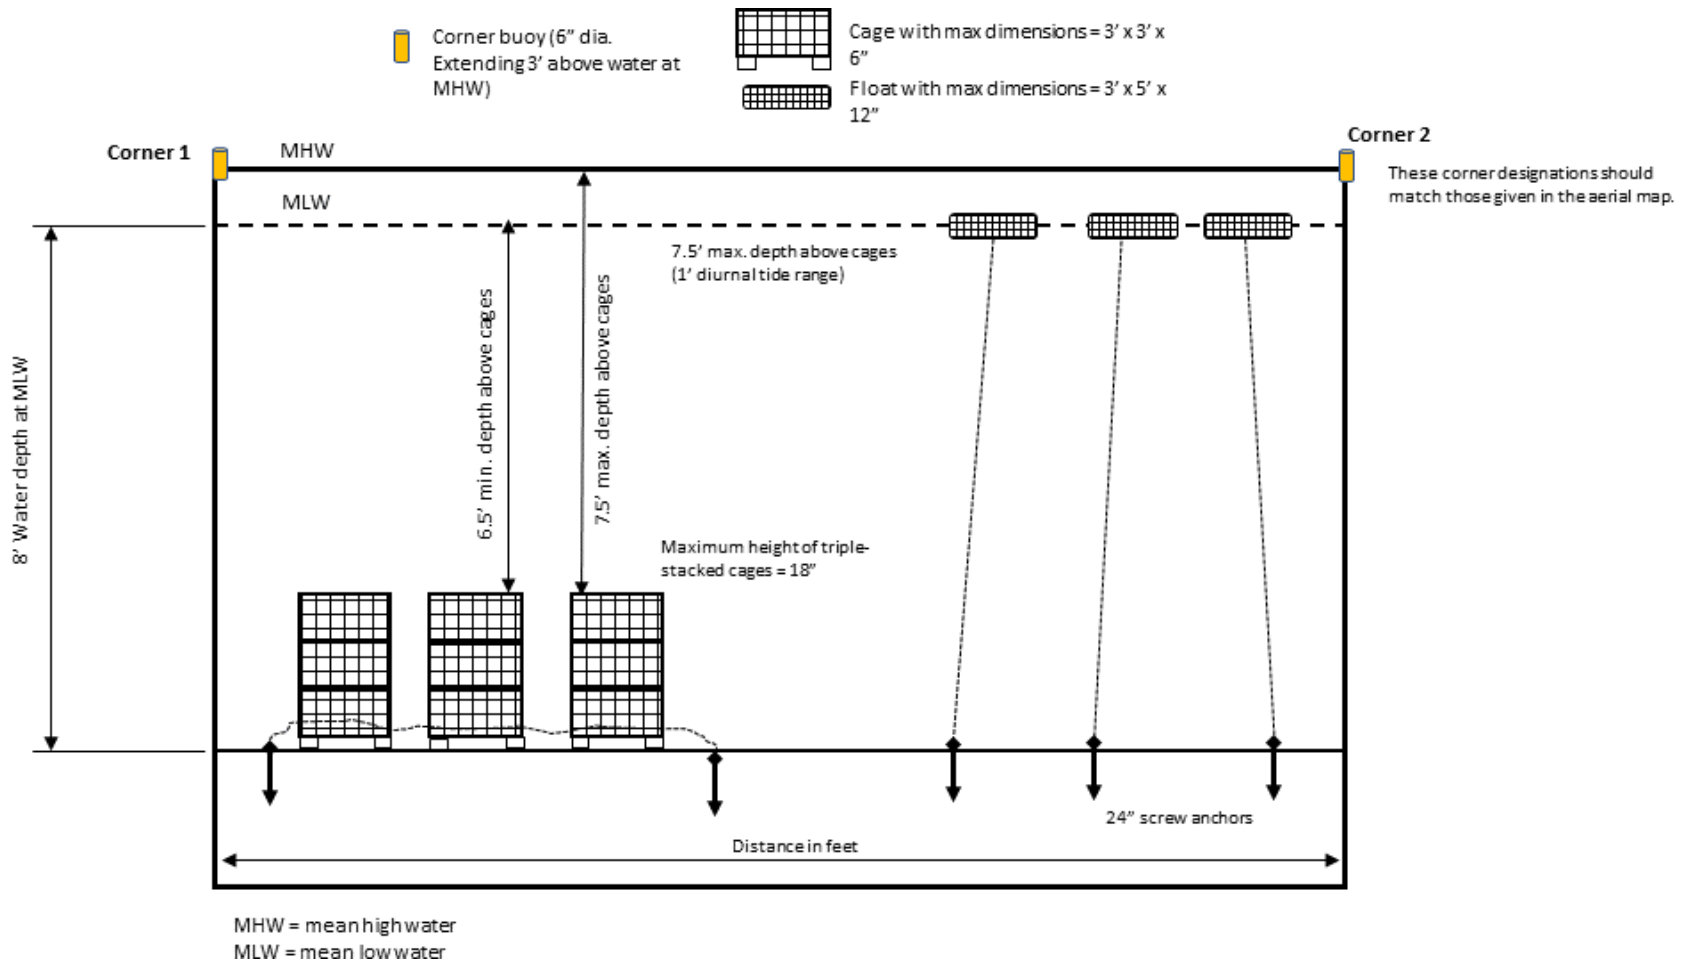 Corner buoy (6” dia.
Extending 3’ above water at
MHW)
Cage with max dimensions = 3’ x 3’ x
6”
Float with max dimensions = 3’ x 5’ x
12”
Corner 1
MHW
Corner 2
These corner designations should
match those given in the aerial map.
MLW
7.5’ max. depth above cages
(1’ diurnal tide range)
6.5’ min. depth above cages
7.5’ max. depth above cages
8’ Water depth at MLW
Maximum height of triple-
stacked cages = 18”
24” screw anchors
Distance in feet
MHW = mean high water
MLW = mean low water